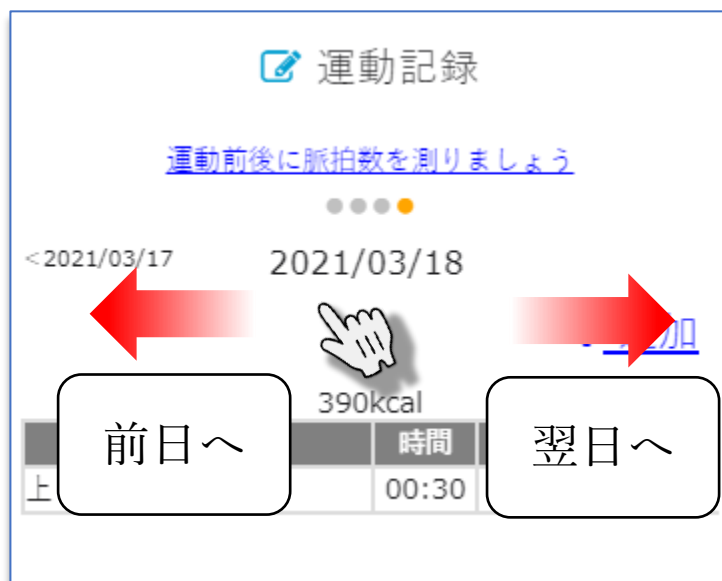 運動記録
運動前後に脈拍数を測りましょう
<2021/03/17 2021/03/18
加
390kcal
前日へ
翌日へ
時間
上 00:30